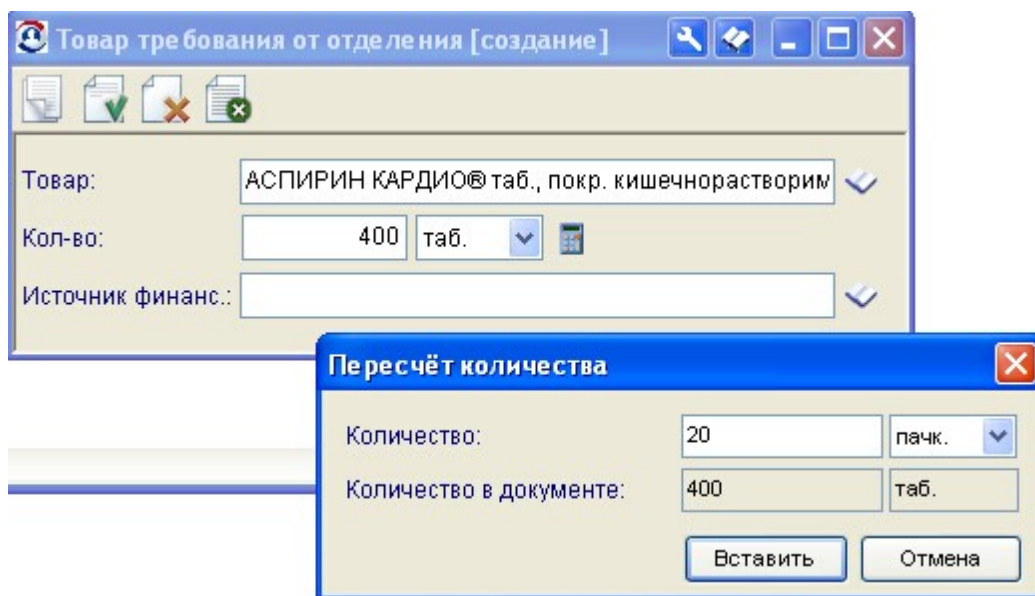 Товар требования от отделения [создание]
Товар: АСПИРИН КАРДИО® таб., покр. кишечнорастворим
Кол-во: 400 таб.
Источник финанс.:
Пересчёт количества
Количество: 20 пачк.
Количество в документе: 400 таб.
Вставить Отмена